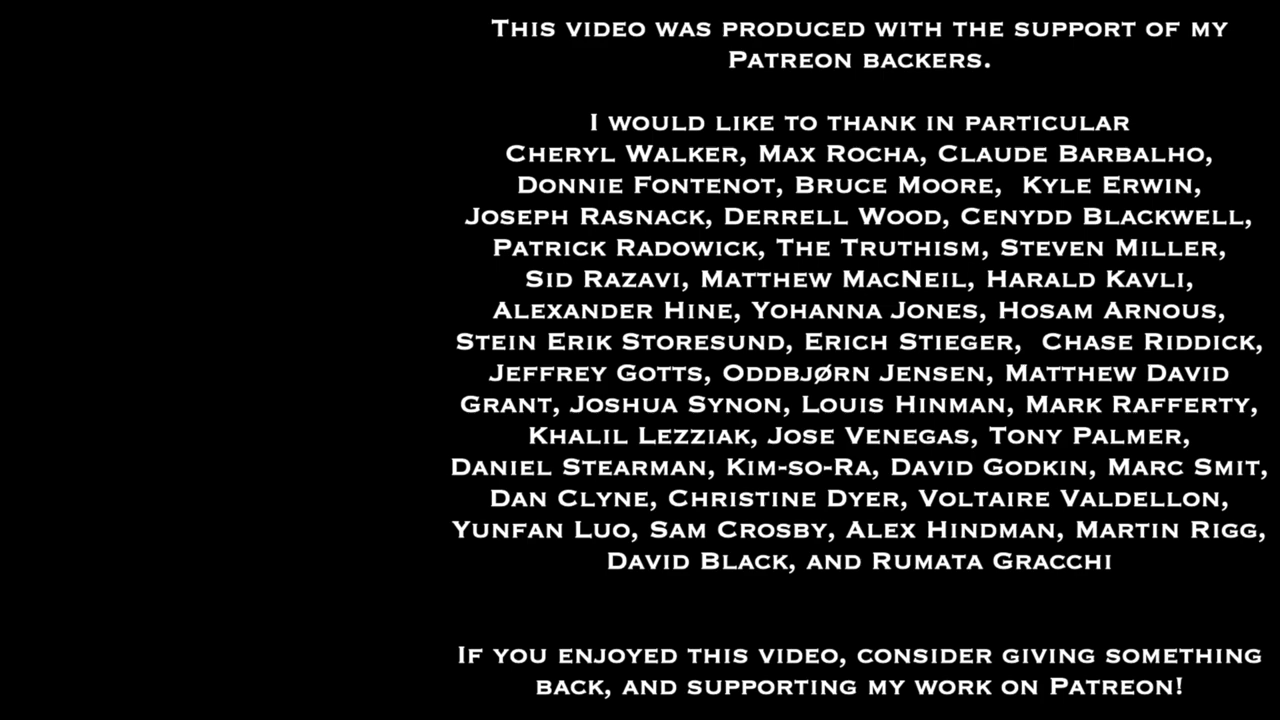 This video was produced with the support of my
Patreon backers.
I would like to thank in particular
Cheryl Walker, Max Rocha, Claude Barbalho,
Donnie Fontenot, Bruce Moore, Kyle Erwin,
Joseph Rasnack, Derrell Wood, Cenydd Blackwell,
Patrick Radowick, The Truthism, Steven Miller,
Sid Razavi, Matthew MacNeil, Harald Kavli,
Alexander Hine, Yohanna Jones, Hosam Arnous,
Stein Erik Storesund, Erich Stieger, Chase Riddick,
Jeffrey Gotts, Oddbjørn Jensen, Matthew David
Grant, Joshua Synon, Louis Hinman, Mark Rafferty,
Khalil Lezziak, Jose Venegas, Tony Palmer,
Daniel Stearman, Kim-so-Ra, David Godkin, Marc Smit,
Dan Clyne, Christine Dyer, Voltaire Valdellon,
Yunfan Luo, Sam Crosby, Alex Hindman, Martin Rigg,
David Black, and Rumata Gracchi
If you enjoyed this video, consider giving something
back, and supporting my work on Patreon!